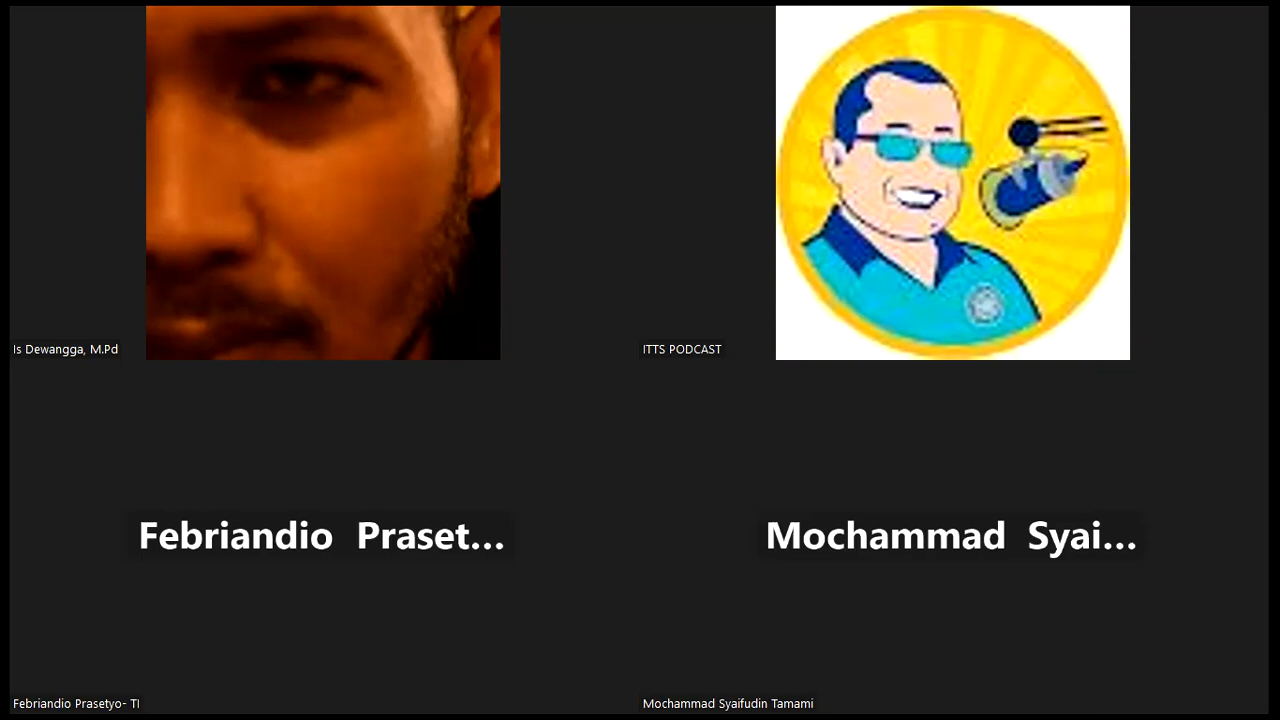 Is Dewangga, M.Pd
ITTS PODCAST
Febriandio Praset...
Mochammad Syai...
Febriandio Prasetyo- TI
Mochammad Syaifudin Tamami